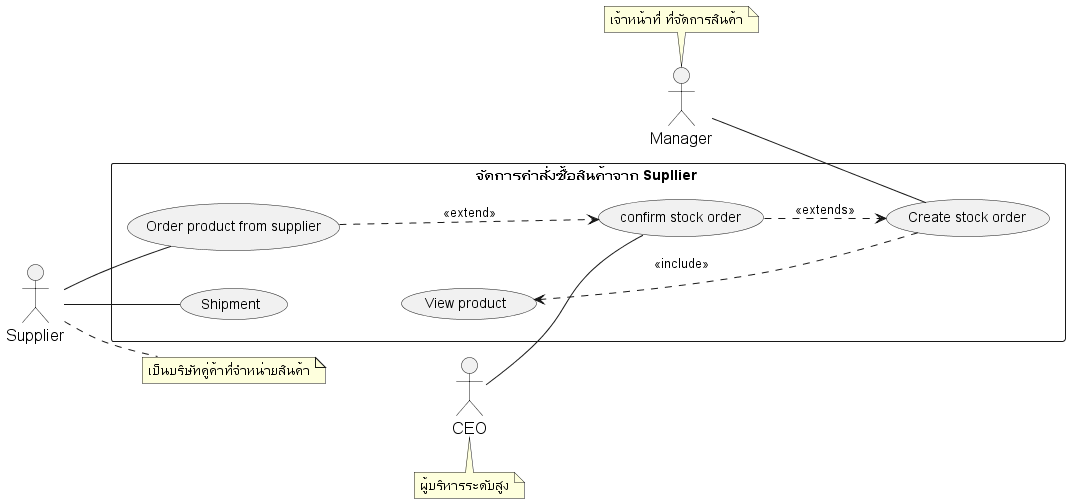 เจ้าหน้าที่ ที่จัดการสินค้า
Manager
จัดการคำสั่งซื้อสินค้าจาก Supllier
Order product from supplier
«extend»
confirm stock order
«extends»
Create stock order
«include»
Shipment
View product
Supplier
เป็นบริษัทคู่ค้าที่จำหน่ายสินค้า
CEO
ผู้บริหารระดับสูง